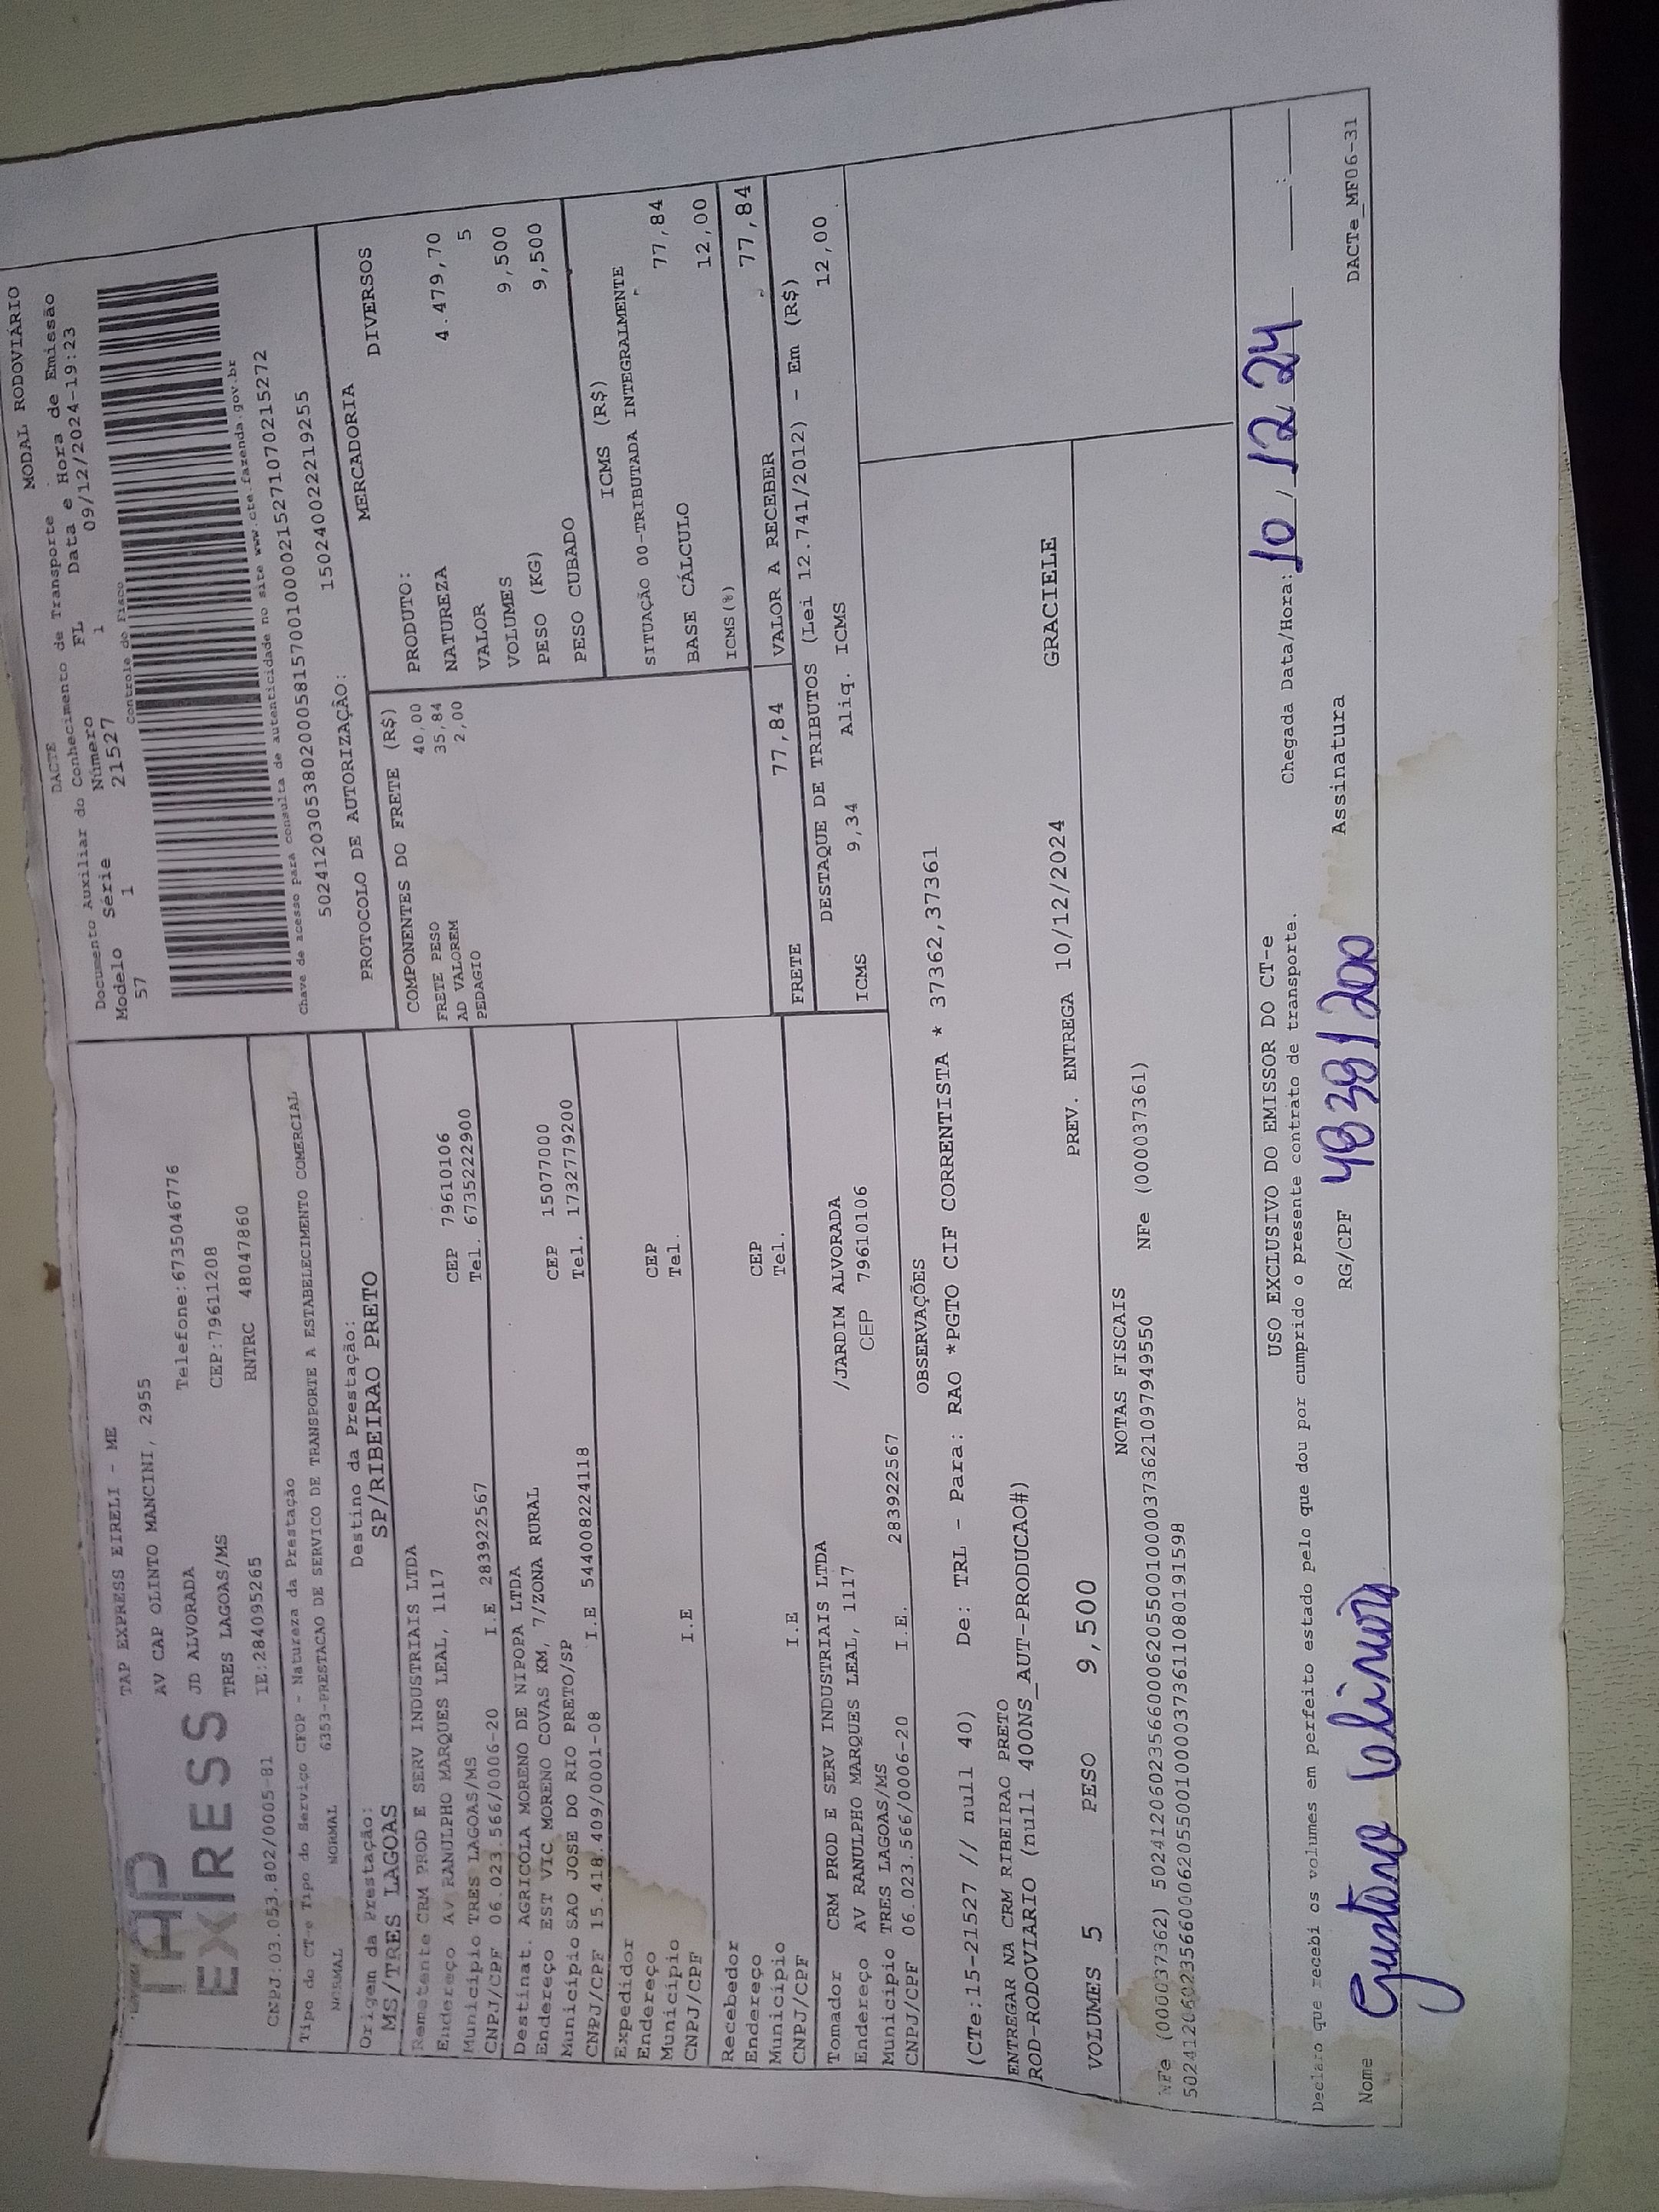 TAP
EXPRESS
TAP EXPRESS EIRELI - ME
AV CAP OLINTO MANCINI, 2955
JD ALVORADA Telefone:6735046776
TRES LAGOAS/MS CEP:79611208
CNPJ:03.053.802/0005-81 IE:284095265 RNTRC 48047860
DACTE MODAL RODOVIÁRIO
Documento Auxiliar do Conhecimento de Transporte
Modelo Série Número FL Data e Hora de Emissão
57 1 21527 1 09/12/2024-19:23
Controle do Fisco
Chave de acesso para consulta de autenticidade no site www.cte.fazenda.gov.br
50241203053802000581570010000215271070215272
PROTOCOLO DE AUTORIZAÇÃO: 150240022219255
Tipo do CT-e Tipo do Serviço CFOP - Natureza da Prestação
NORMAL NORMAL 6353-PRESTACAO DE SERVICO DE TRANSPORTE A ESTABELECIMENTO COMERCIAL
Origem da Prestação: Destino da Prestação:
MS/TRES LAGOAS SP/RIBEIRAO PRETO
Remetente CRM PROD E SERV INDUSTRIAIS LTDA
Endereço AV RANULPHO MARQUES LEAL, 1117 CEP 79610106
Município TRES LAGOAS/MS Tel. 6735222900
CNPJ/CPF 06.023.566/0006-20 I.E 283922567
Destinat. AGRICOLA MORENO DE NIPOPA LTDA
Endereço EST VIC MORENO COVAS KM, 7/ZONA RURAL CEP 15077000
Município SAO JOSE DO RIO PRETO/SP Tel. 1732779200
CNPJ/CPF 15.418.409/0001-08 I.E 544008224118
Expedidor
Endereço CEP
Município Tel.
CNPJ/CPF I.E
Recebedor
Endereço CEP
Município Tel.
CNPJ/CPF I.E
COMPONENTES DO FRETE (R$)
FRETE PESO 40,00
AD VALOREM 35,84
PEDAGIO 2,00
MERCADORIA
PRODUTO: DIVERSOS
NATUREZA
VALOR 4.479,70
VOLUMES 5
PESO (KG) 9,500
PESO CUBADO 9,500
ICMS (R$)
SITUAÇÃO 00-TRIBUTADA INTEGRALMENTE
BASE CÁLCULO 77,84
ICMS(%) 12,00
FRETE 77,84 VALOR A RECEBER 77,84
DESTAQUE DE TRIBUTOS (Lei 12.741/2012) - Em (R$)
ICMS 9,34 Aliq. ICMS 12,00
Tomador CRM PROD E SERV INDUSTRIAIS LTDA
Endereço AV RANULPHO MARQUES LEAL, 1117 /JARDIM ALVORADA
Município TRES LAGOAS/MS CEP 79610106
CNPJ/CPF 06.023.566/0006-20 I.E. 283922567
OBSERVAÇÕES
(CTe:15-21527 // null 40) De: TRL - Para: RAO *PGTO CIF CORRENTISTA * 37362,37361
ENTREGAR NA CRM RIBEIRAO PRETO
ROD-RODOVIARIO (null 400NS_AUT-PRODUCAO#)
VOLUMES 5 PESO 9,500 PREV. ENTREGA 10/12/2024 GRACIELE
NOTAS FISCAIS
NFe (000037362) 50241206023566000620550010000373621097949550 NFe (000037361)
50241206023566000620550010000373611080191598
USO EXCLUSIVO DO EMISSOR DO CT-e
Declaro que recebi os volumes em perfeito estado pelo que dou por cumprido o presente contrato de transporte. Chegada Data/Hora: 10/12/24 :
Nome Gustavo RG/CPF Assinatura
DACTe_MF06-31